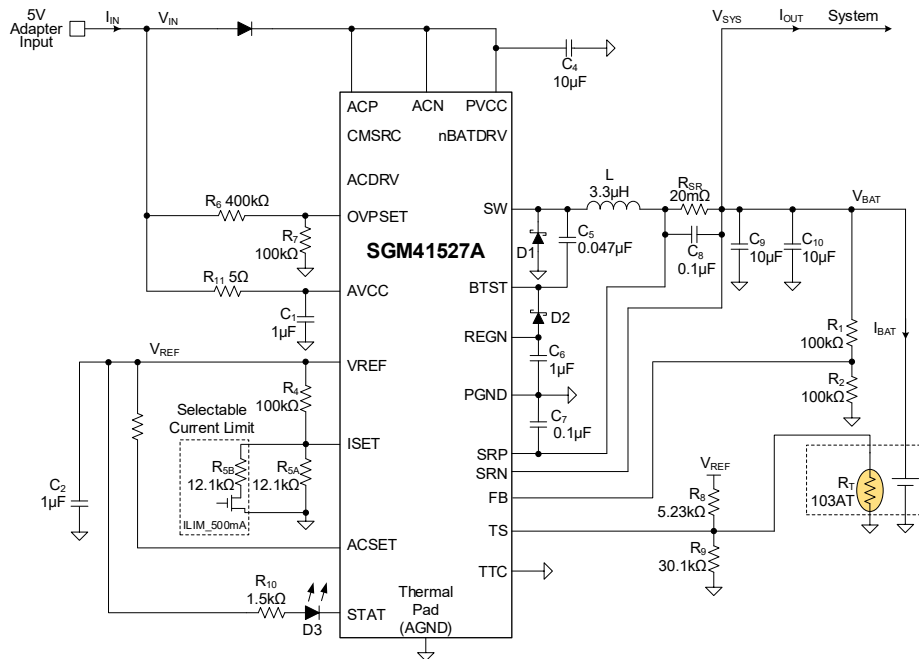 5V
Adapter
Input
I_IN
V_IN
V_SYS
I_OUT
System
C4
10µF
ACP
ACN
PVCC
CMSRC
nBATDRV
ACDRV
R6 400kΩ
OVPSET
R7
100kΩ
SGM41527A
SW
L
3.3µH
R_SR
20mΩ
V_BAT
D1
C5
0.047µF
C8
0.1µF
C9
10µF
C10
10µF
R11 5Ω
AVCC
C1
1µF
BTST
D2
REGN
C6
1µF
R1
100kΩ
I_BAT
V_REF
VREF
R4
100kΩ
PGND
R2
100kΩ
Selectable
Current Limit
ISET
C7
0.1µF
R5B
12.1kΩ
R5A
12.1kΩ
ILIM_500mA
SRP
SRN
V_REF
C2
1µF
FB
R8
5.23kΩ
RT
103AT
ACSET
TS
R9
30.1kΩ
R10
1.5kΩ
D3
STAT
TTC
Thermal
Pad
(AGND)